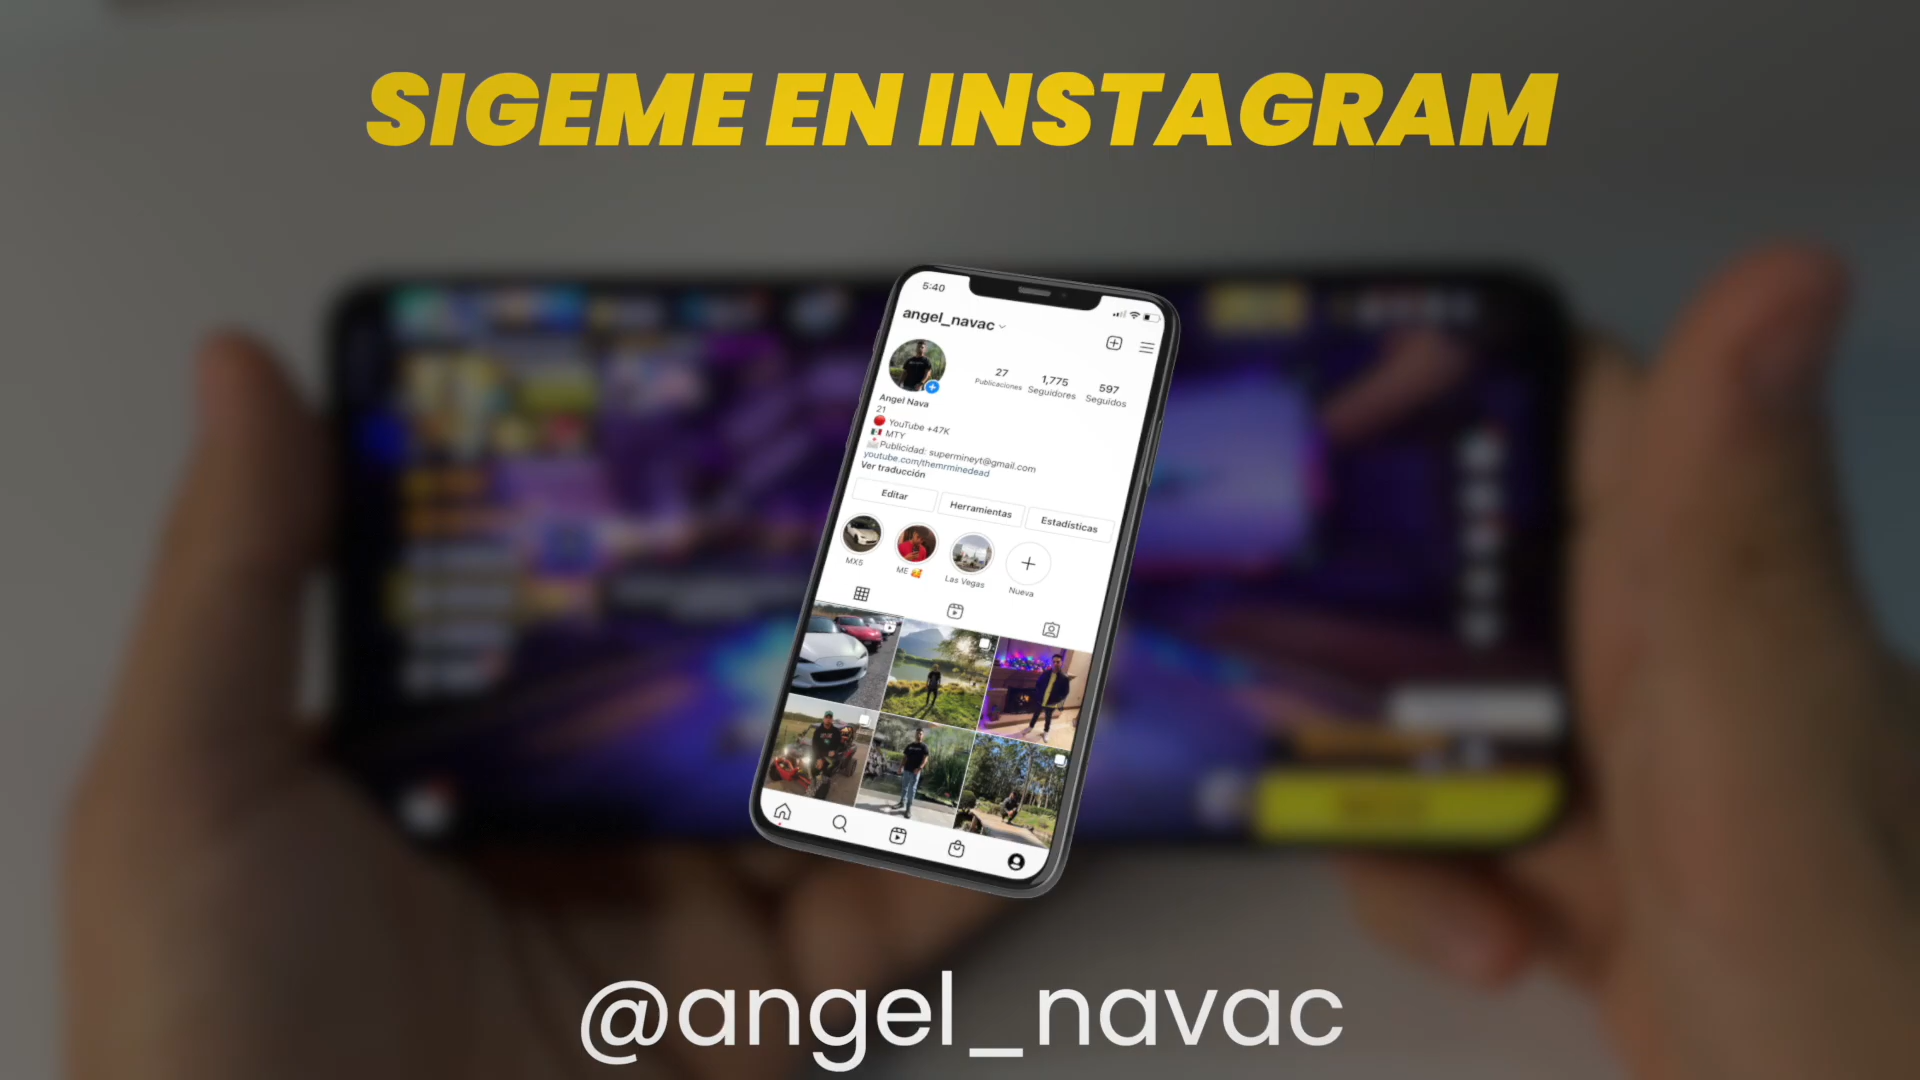 SIGEME EN INSTAGRAM
5:40
angel_navac
27 1,775 597
Publicaciones Seguidores Seguidos
Angel Nava
21
YouTube +47K
MTY
Publicidad: supermineyt@gmail.com
youtube.com/themrminedead
Ver traducción
Editar Herramientas Estadísticas
MX5 ME 🥰 Las Vegas Nueva
@angel_navac